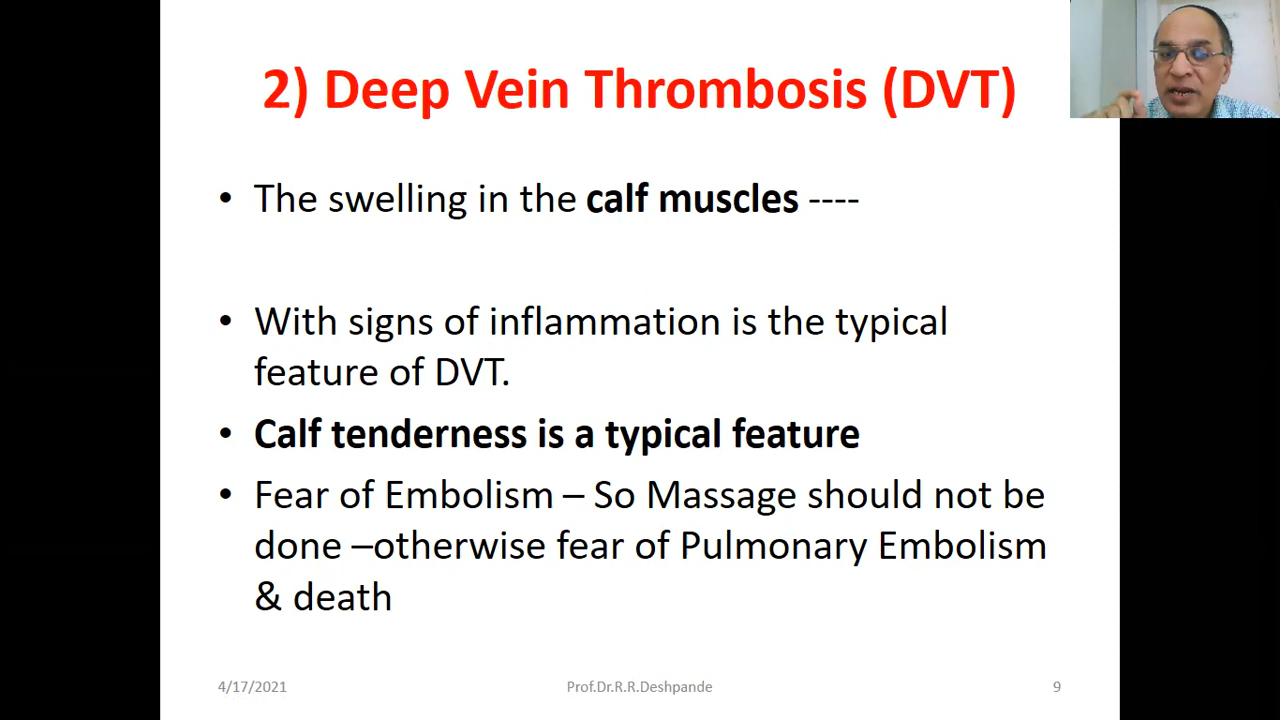 2) Deep Vein Thrombosis (DVT)
• The swelling in the calf muscles ----
• With signs of inflammation is the typical
feature of DVT.
• Calf tenderness is a typical feature
• Fear of Embolism – So Massage should not be
done –otherwise fear of Pulmonary Embolism
& death
4/17/2021 Prof.Dr.R.R.Deshpande 9